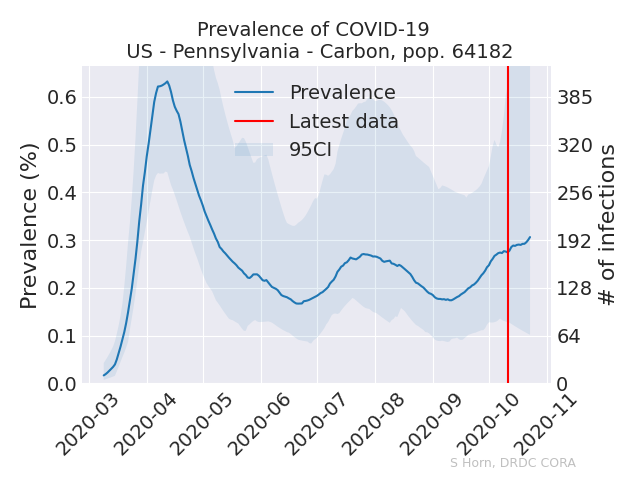 Prevalence of COVID-19
US - Pennsylvania - Carbon, pop. 64182
Prevalence
Latest data
95CI
Prevalence (%)
0.6
0.5
0.4
0.3
0.2
0.1
0.0
385
320
256
192
128
64
0
# of infections
2020-03
2020-04
2020-05
2020-06
2020-07
2020-08
2020-09
2020-10
2020-11
S Horn, DRDC CORA